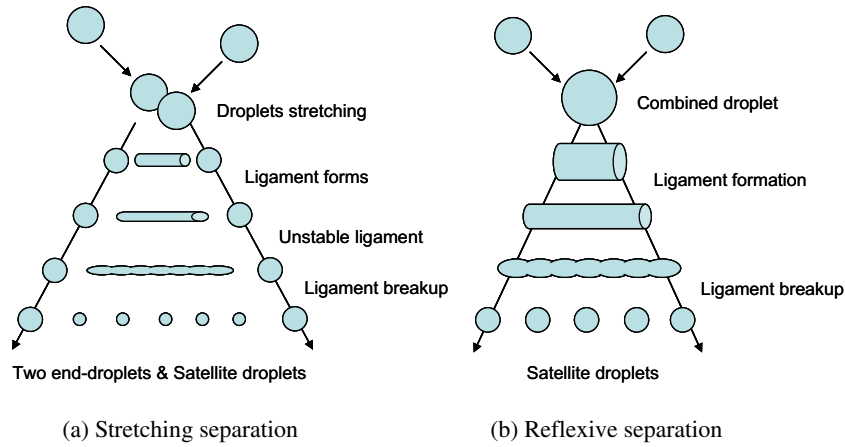 Droplets stretching
Ligament forms
Unstable ligament
Ligament breakup
Two end-droplets & Satellite droplets
(a) Stretching separation
Combined droplet
Ligament formation
Ligament breakup
Satellite droplets
(b) Reflexive separation